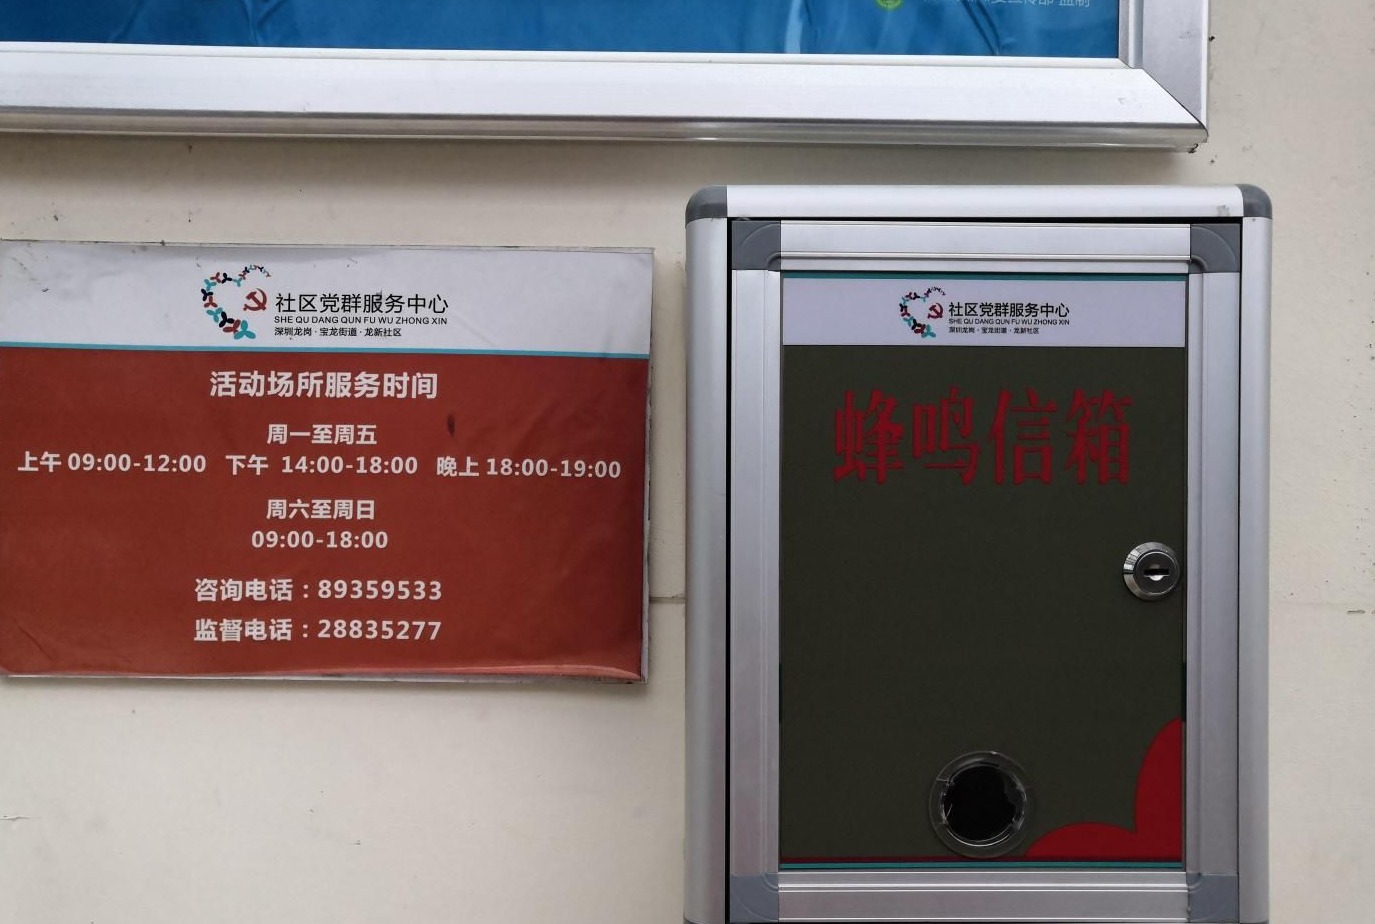 监制
社区党群服务中心
SHE QU DANG QUN FU WU ZHONG XIN
深圳龙岗·宝龙街道·龙新社区
活动场所服务时间
周一至周五
上午 09:00-12:00 下午 14:00-18:00 晚上 18:00-19:00
周六至周日
09:00-18:00
咨询电话：89359533
监督电话：28835277
社区党群服务中心
SHE QU DANG QUN FU WU ZHONG XIN
深圳龙岗·宝龙街道·龙新社区
蜂鸣信箱